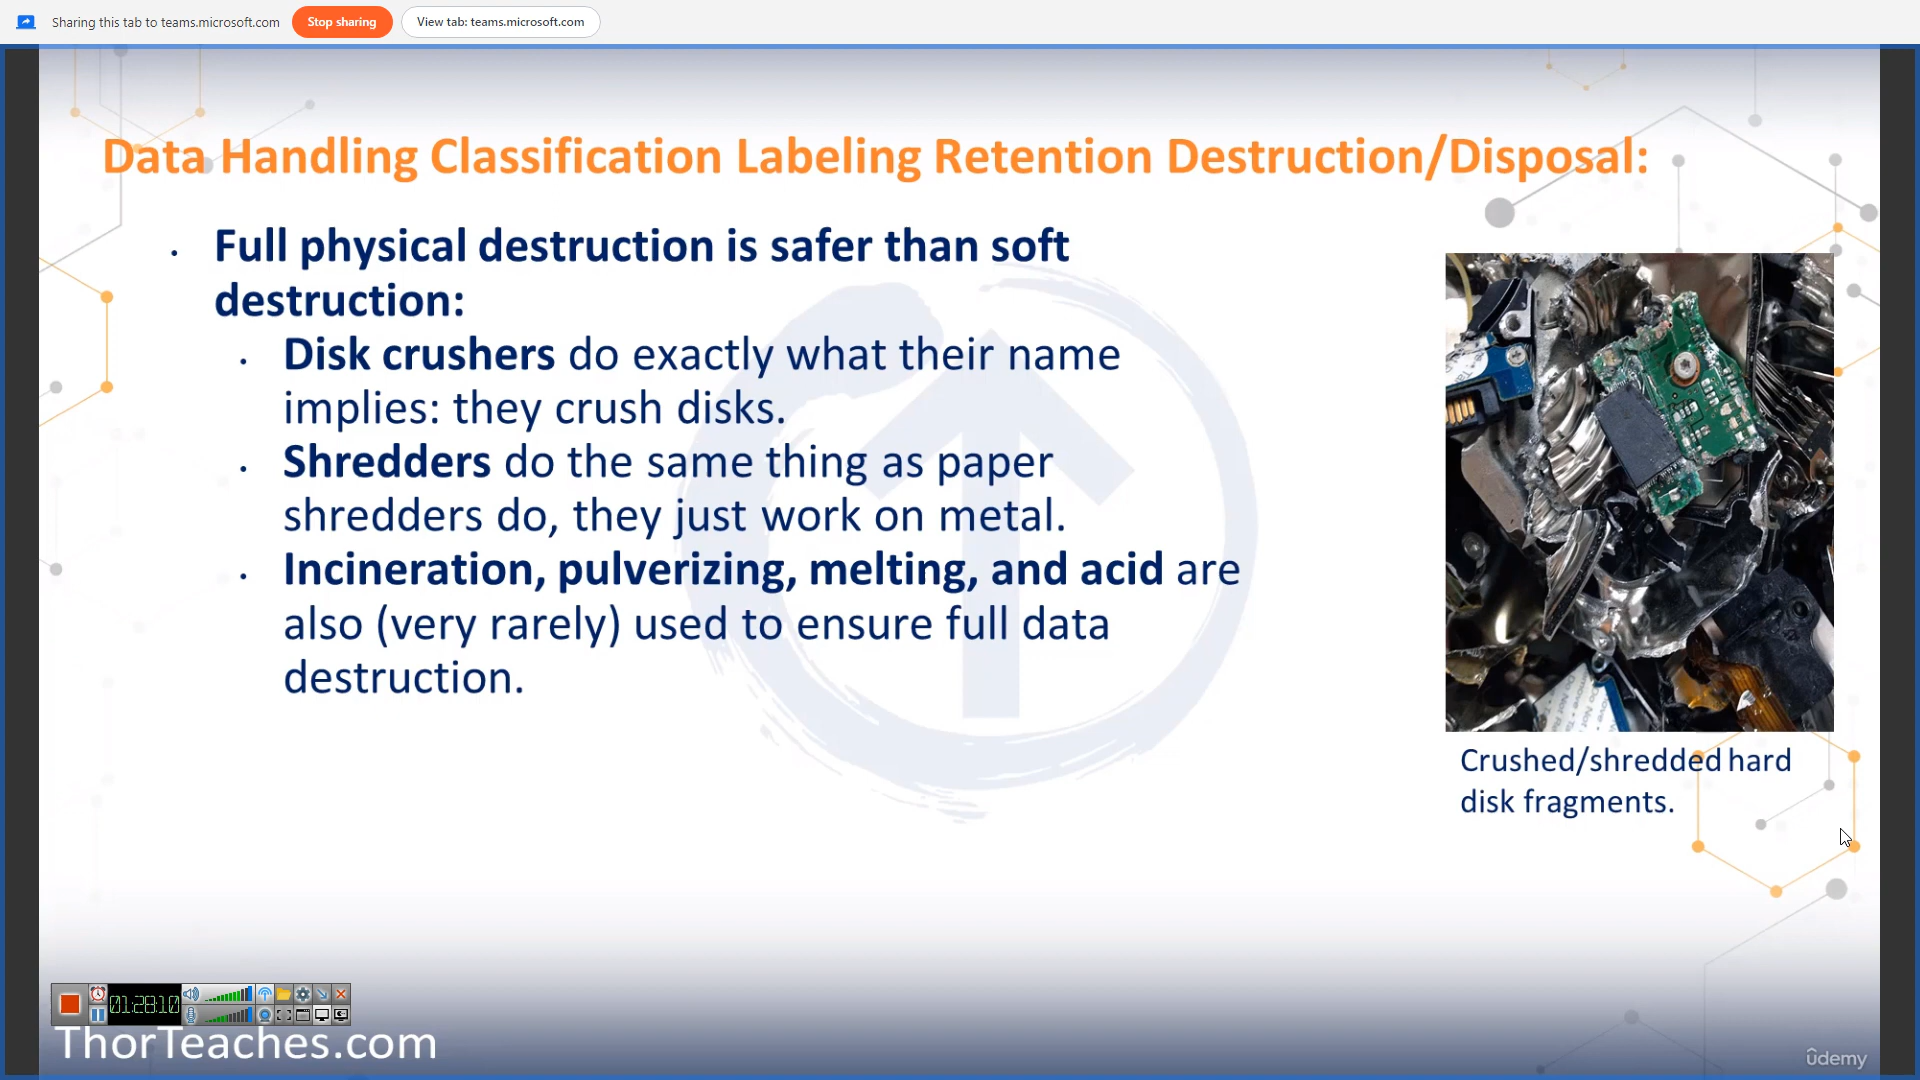 Sharing this tab to teams.microsoft.com
Stop sharing
View tab: teams.microsoft.com
Data Handling Classification Labeling Retention Destruction/Disposal:
Full physical destruction is safer than soft
destruction:
Disk crushers do exactly what their name
implies: they crush disks.
Shredders do the same thing as paper
shredders do, they just work on metal.
Incineration, pulverizing, melting, and acid are
also (very rarely) used to ensure full data
destruction.
Crushed/shredded hard
disk fragments.
01:28:10
ThorTeaches.com
ûdemy